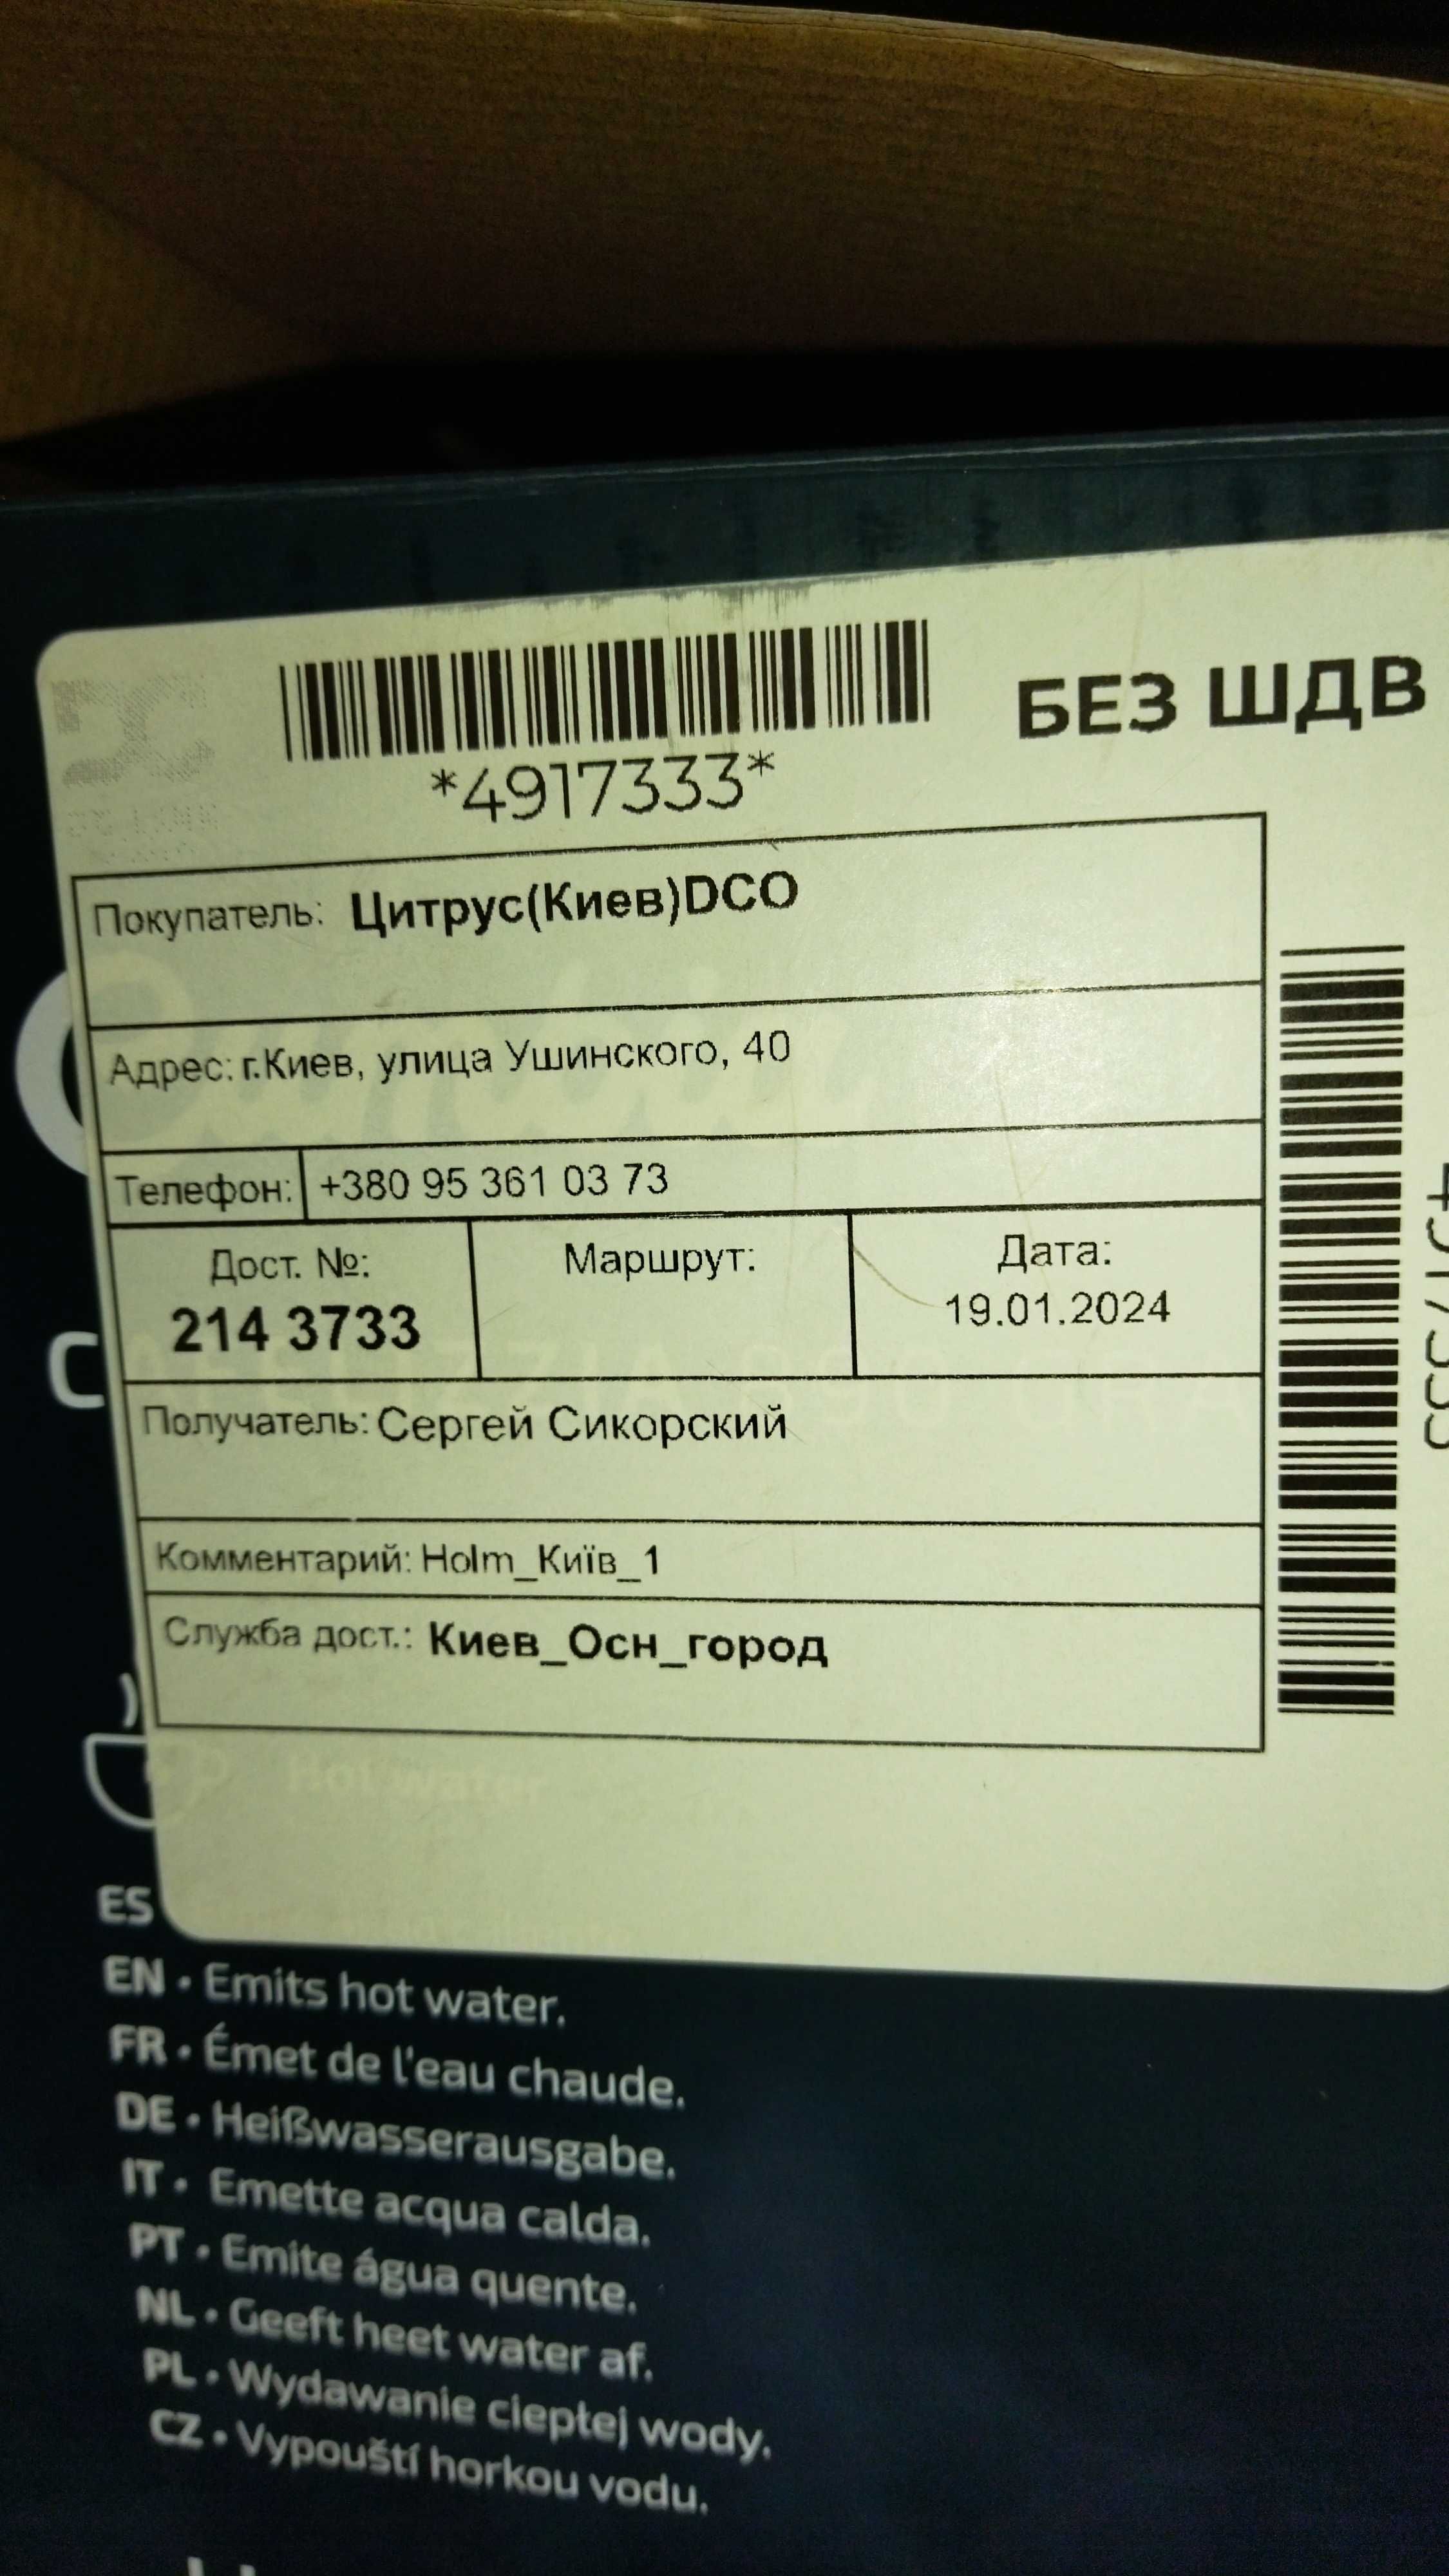 БЕЗ ШДВ
*4917333*
Покупатель: Цитрус(Киев)DCO
Адрес: г.Киев, улица Ушинского, 40
Телефон: +380 95 361 03 73
Дост. №: Маршрут: Дата:
214 3733 19.01.2024
Получатель: Сергей Сикорский
Комментарий: Holm_Київ_1
Служба дост.: Киев_Осн_город
Hot water
ES
EN • Emits hot water.
FR • Émet de l'eau chaude.
DE • Heißwasserausgabe.
IT • Emette acqua calda.
PT • Emite água quente.
NL • Geeft heet water af.
PL • Wydawanie ciepłej wody.
CZ • Vypouští horkou vodu.